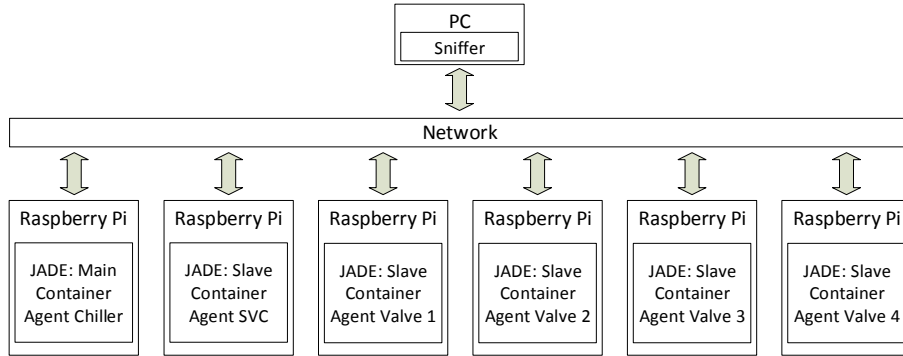 PC
Sniffer
Network
Raspberry Pi
JADE: Main
Container
Agent Chiller
Raspberry Pi
JADE: Slave
Container
Agent SVC
Raspberry Pi
JADE: Slave
Container
Agent Valve 1
Raspberry Pi
JADE: Slave
Container
Agent Valve 2
Raspberry Pi
JADE: Slave
Container
Agent Valve 3
Raspberry Pi
JADE: Slave
Container
Agent Valve 4